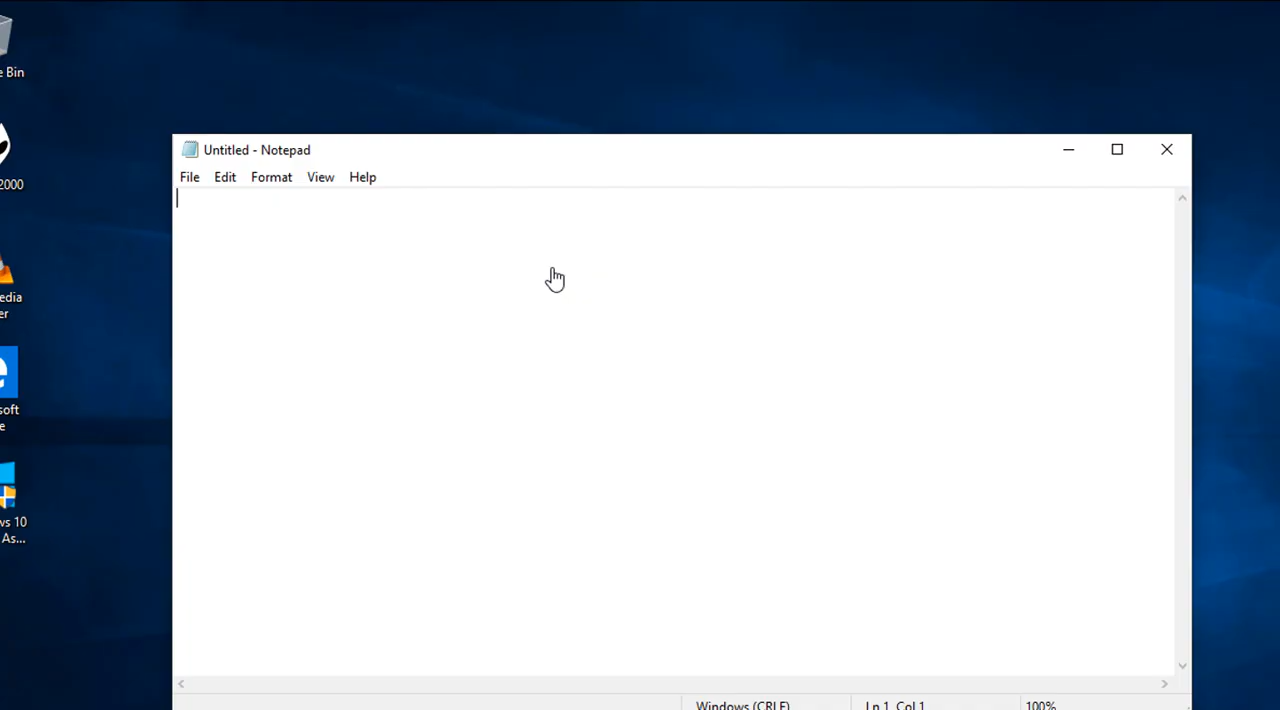 e Bin
2000
edia
er
soft
e
ws 10
As...
Untitled - Notepad
File Edit Format View Help
Windows (CRLF) Ln 1, Col 1 100%